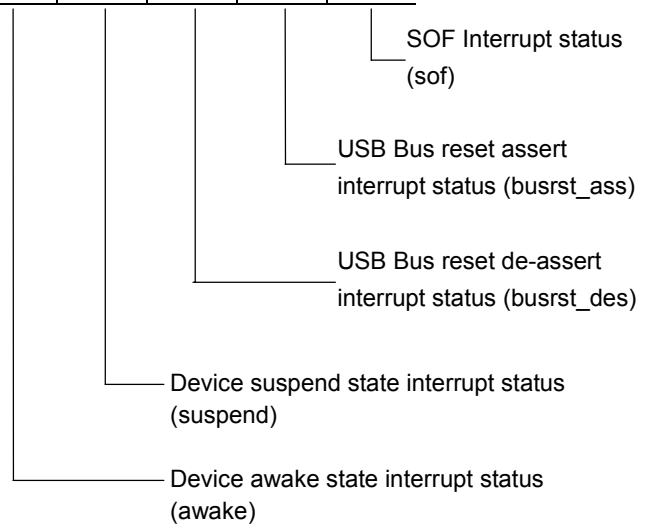 SOF Interrupt status
(sof)
USB Bus reset assert
interrupt status (busrst_ass)
USB Bus reset de-assert
interrupt status (busrst_des)
Device suspend state interrupt status
(suspend)
Device awake state interrupt status
(awake)